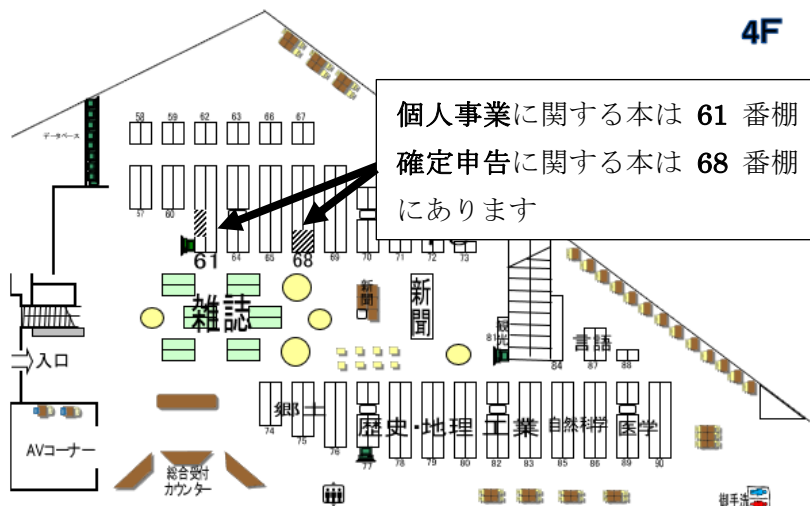 4F
個人事業に関する本は 61 番棚
確定申告に関する本は 68 番棚
にあります
データベース
58 59 62 63 66 67
57 60
61 64 65 68 69 70 71 72 73
雑誌
新聞
新聞
観光
81
言語
84 87 88
入口
郷土
歴史・地理 工業 自然科学 医学
74 75 76 77 78 79 80 82 83 85 86 89 90
AVコーナー
総合受付
カウンター
御手洗